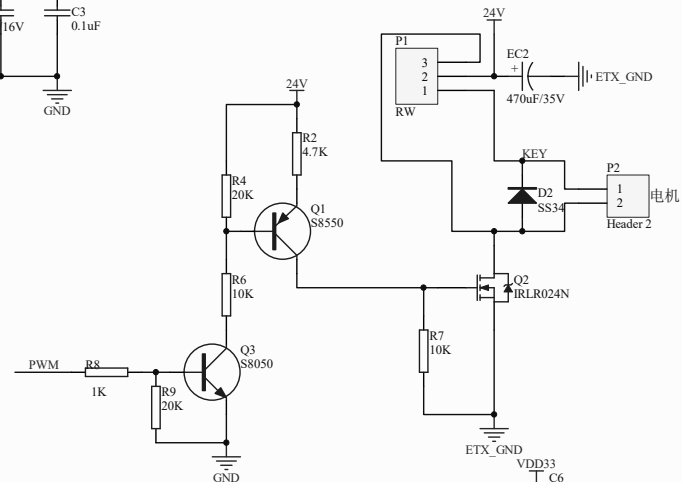 C3
16V
0.1uF
GND
24V
P1
3
2
1
RW
EC2
+
470uF/35V
ETX_GND
24V
R2
4.7K
R4
20K
Q1
S8550
KEY
D2
SS34
P2
1
2
电机
Header 2
R6
10K
Q2
IRLR024N
R7
10K
Q3
S8050
PWM
R8
1K
R9
20K
GND
ETX_GND
VDD33
C6